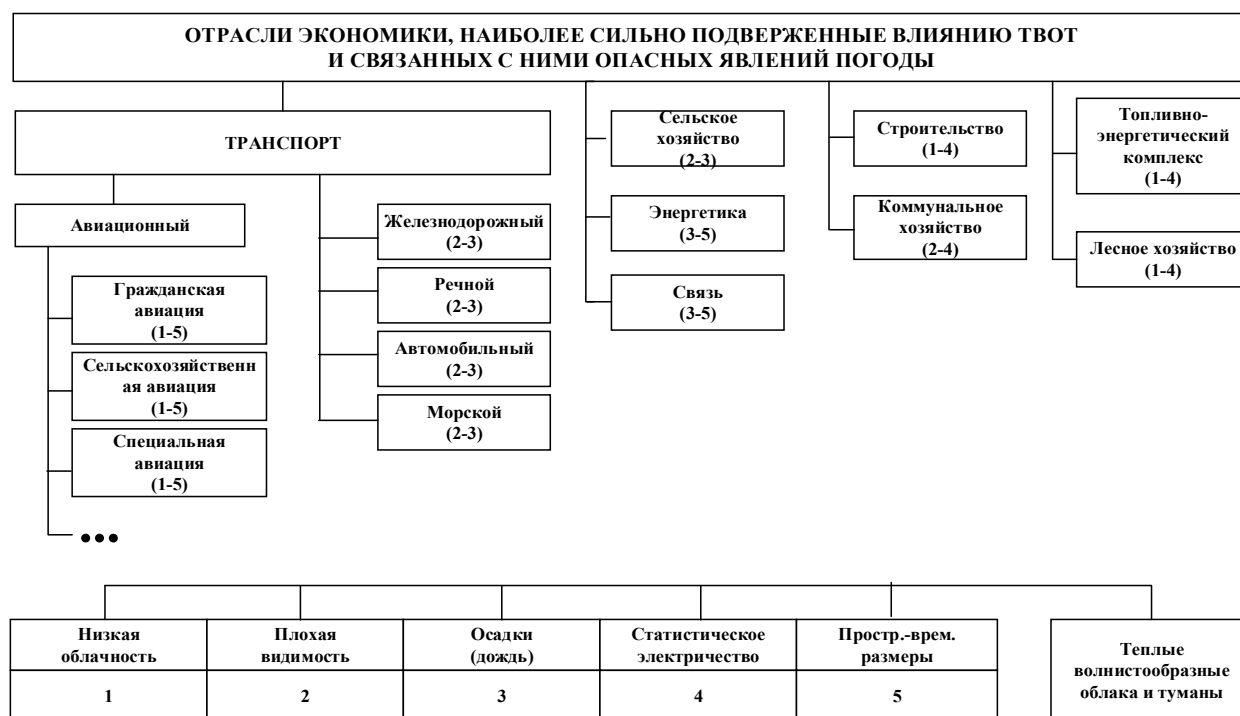 ОТРАСЛИ ЭКОНОМИКИ, НАИБОЛЕЕ СИЛЬНО ПОДВЕРЖЕННЫЕ ВЛИЯНИЮ ТВОТ
И СВЯЗАННЫХ С НИМИ ОПАСНЫХ ЯВЛЕНИЙ ПОГОДЫ
ТРАНСПОРТ
Авиационный
Гражданская
авиация
(1-5)
Сельскохозяйственн
ая авиация
(1-5)
Специальная
авиация
(1-5)
•••
Железнодорожный
(2-3)
Речной
(2-3)
Автомобильный
(2-3)
Морской
(2-3)
Сельское
хозяйство
(2-3)
Энергетика
(3-5)
Связь
(3-5)
Строительство
(1-4)
Коммунальное
хозяйство
(2-4)
Топливно-
энергетический
комплекс
(1-4)
Лесное хозяйство
(1-4)
Низкая
облачность
1
Плохая
видимость
2
Осадки
(дождь)
3
Статистическое
электричество
4
Простр.-врем.
размеры
5
Теплые
волнистообразные
облака и туманы